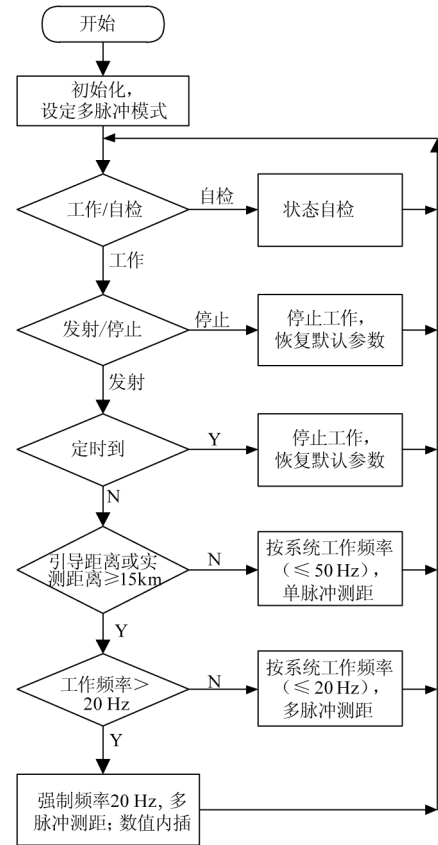 开始
初始化，
设定多脉冲模式
工作/自检
自检
状态自检
工作
发射/停止
停止
停止工作，
恢复默认参数
发射
定时到
Y
停止工作，
恢复默认参数
N
引导距离或实
测距离≥15km
N
按系统工作频率
（≤50 Hz），
单脉冲测距
Y
工作频率＞
20 Hz
N
按系统工作频率
（≤20 Hz），
多脉冲测距
Y
强制频率20 Hz，多
脉冲测距；数值内插